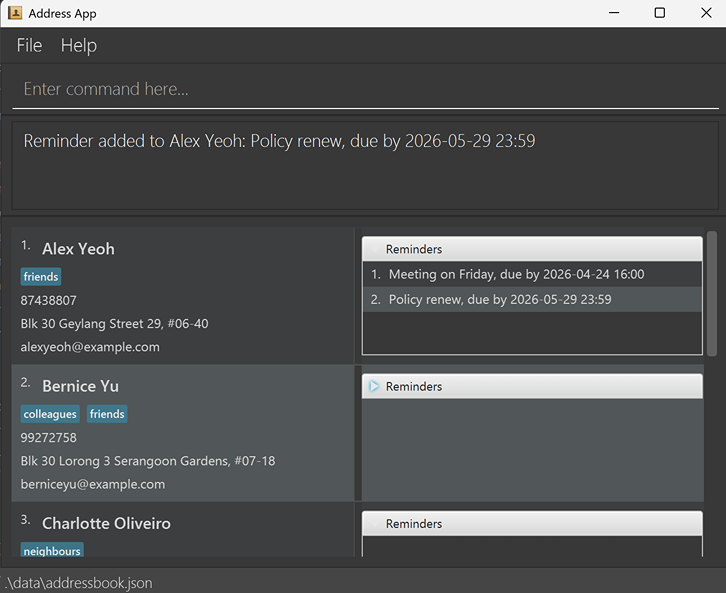 Address App
File Help
Enter command here...
Reminder added to Alex Yeoh: Policy renew, due by 2026-05-29 23:59
1. Alex Yeoh
friends
87438807
Blk 30 Geylang Street 29, #06-40
alexyeoh@example.com
Reminders
1. Meeting on Friday, due by 2026-04-24 16:00
2. Policy renew, due by 2026-05-29 23:59
2. Bernice Yu
colleagues friends
99272758
Blk 30 Lorong 3 Serangoon Gardens, #07-18
berniceyu@example.com
Reminders
3. Charlotte Oliveiro
neighbours
Reminders
.\data\addressbook.json